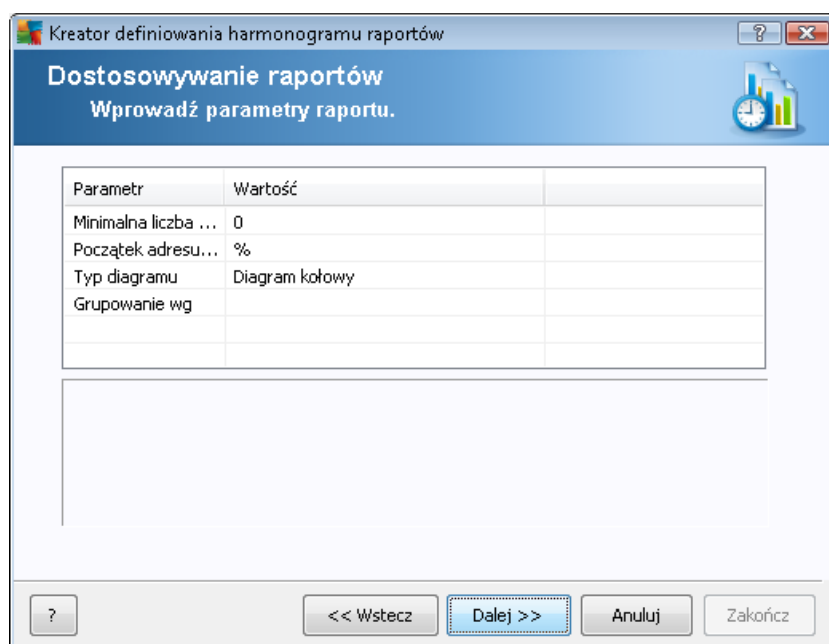 Kreator definiowania harmonogramu raportów
Dostosowywanie raportów
Wprowadź parametry raportu.
Parametr Wartość
Minimalna liczba ... 0
Początek adresu... %
Typ diagramu Diagram kołowy
Grupowanie wg
? << Wstecz Dalej >> Anuluj Zakończ